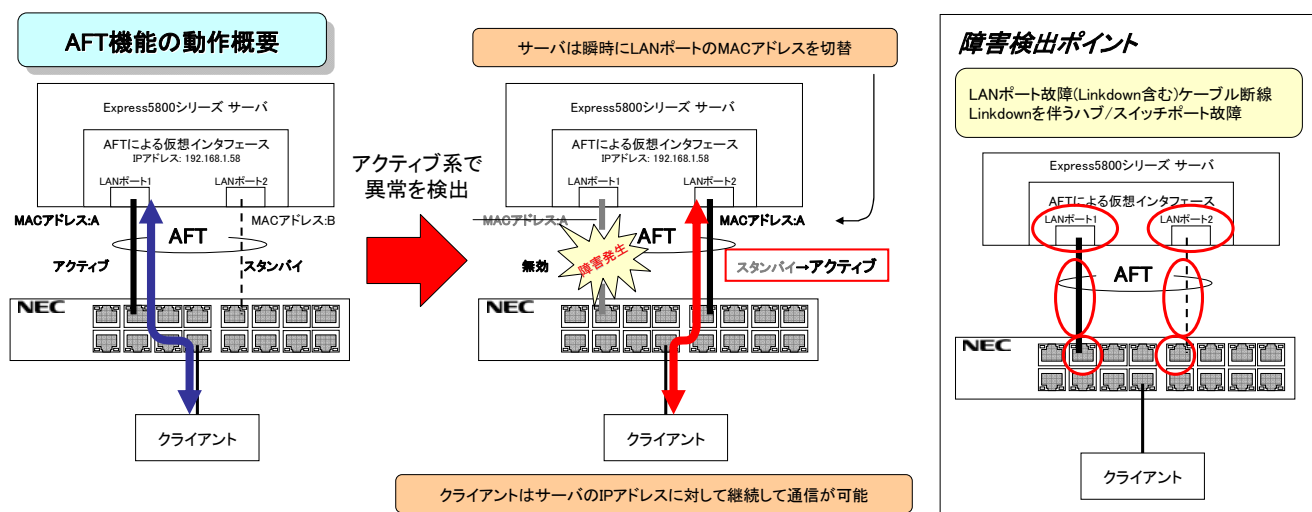 AFT機能の動作概要
Express5800シリーズ サーバ
AFTによる仮想インタフェース
IPアドレス: 192.168.1.58
LANポート1
LANポート2
MACアドレス:A
MACアドレス:B
AFT
アクティブ
スタンバイ
NEC
クライアント
アクティブ系で
異常を検出
サーバは瞬時にLANポートのMACアドレスを切替
Express5800シリーズ サーバ
AFTによる仮想インタフェース
IPアドレス: 192.168.1.58
LANポート1
LANポート2
MACアドレス:A
MACアドレス:A
AFT
障害発生
無効
スタンバイ→アクティブ
NEC
クライアント
クライアントはサーバのIPアドレスに対して継続して通信が可能
障害検出ポイント
LANポート故障(Linkdown含む)ケーブル断線
Linkdownを伴うハブ/スイッチポート故障
Express5800シリーズ サーバ
AFTによる仮想インタフェース
LANポート1
LANポート2
AFT
NEC
クライアント